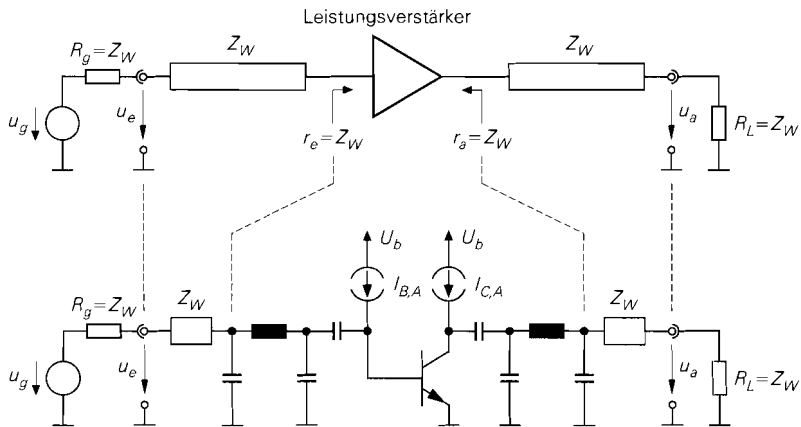 Leistungsverstärker
R_g=Z_W Z_W Z_W
u_g u_e u_a R_L=Z_W
r_e=Z_W r_a=Z_W
U_b U_b
I_B,A I_C,A
R_g=Z_W Z_W Z_W
u_g u_e u_a R_L=Z_W